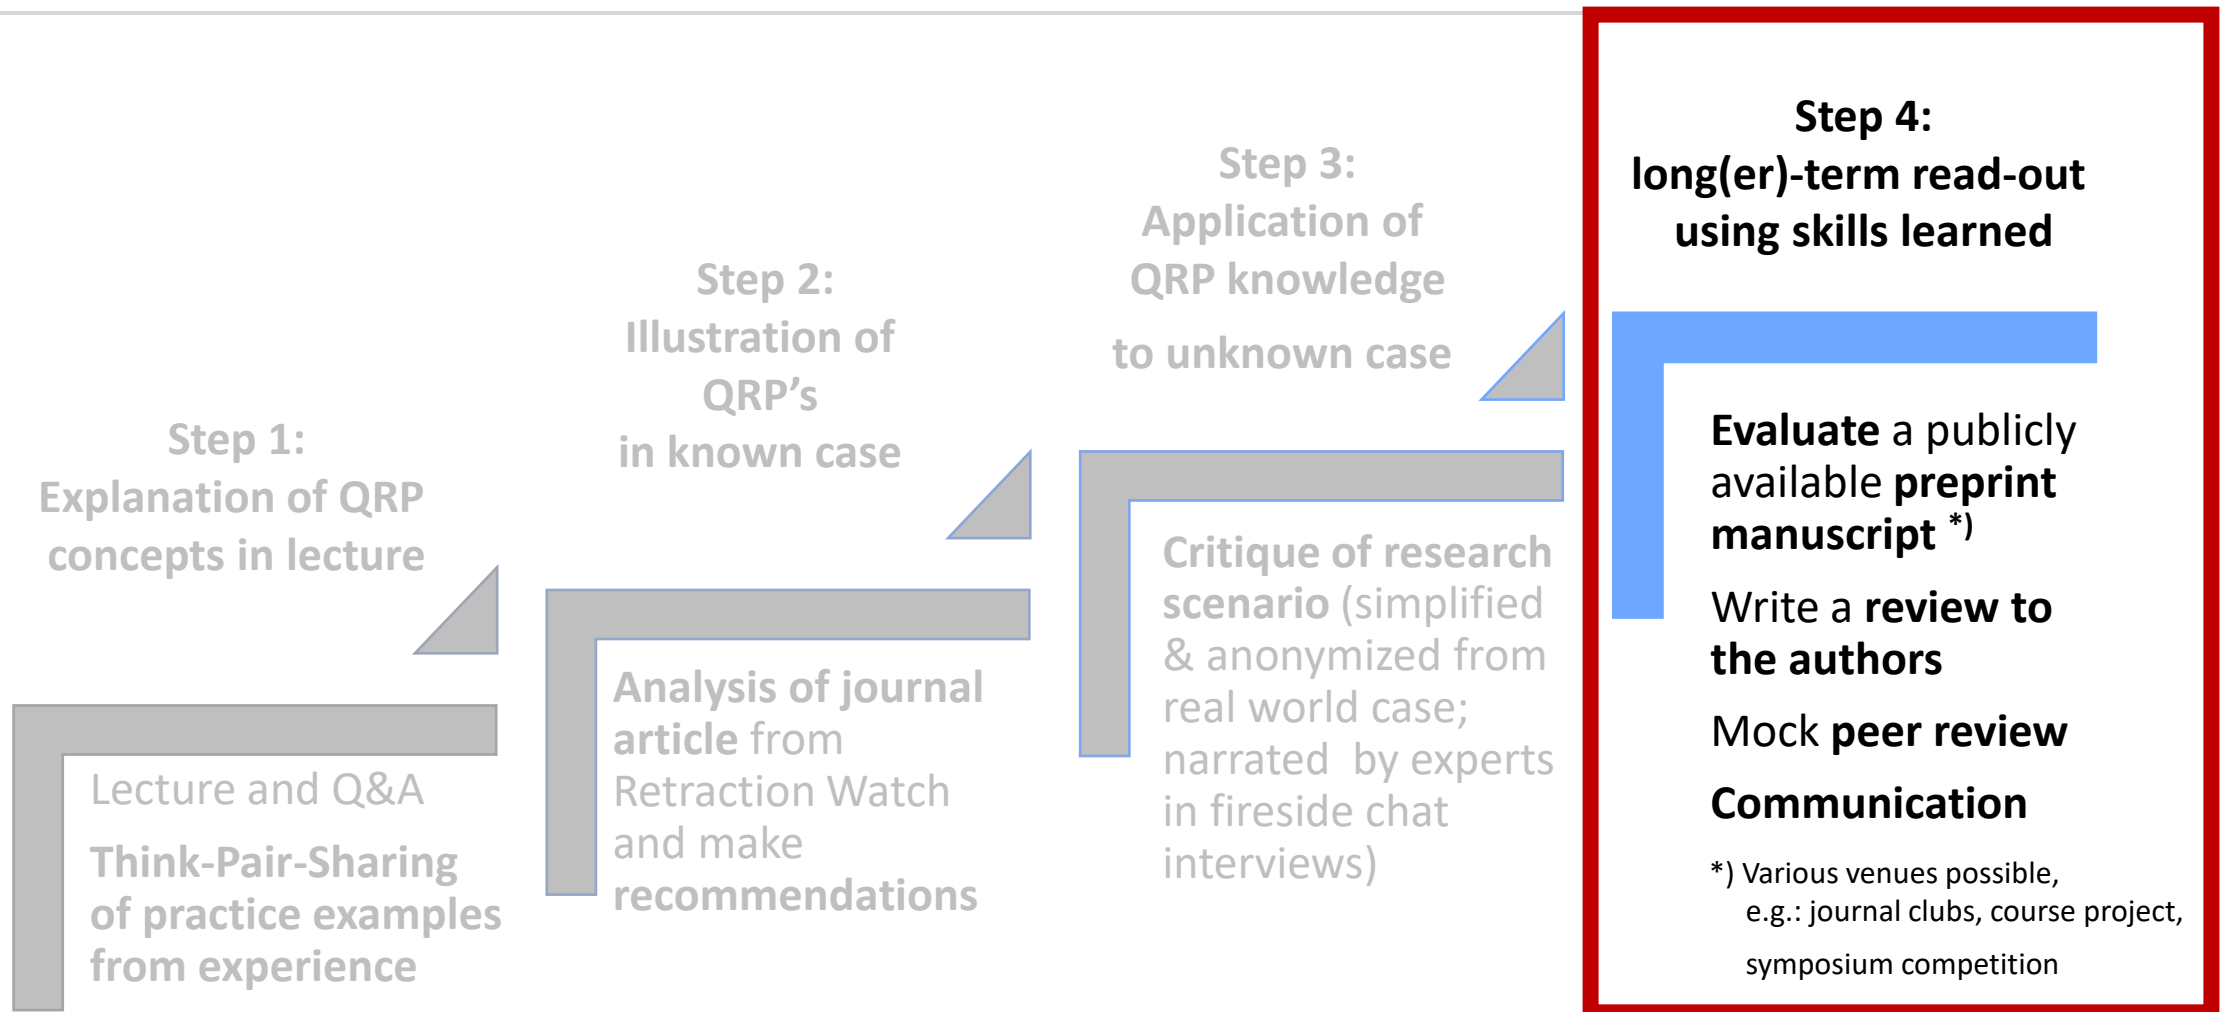 Step 1:
Explanation of QRP
concepts in lecture
Lecture and Q&A
Think-Pair-Sharing
of practice examples
from experience
Step 2:
Illustration of
QRP's
in known case
Analysis of journal
article from
Retraction Watch
and make
recommendations
Step 3:
Application of
QRP knowledge
to unknown case
Critique of research
scenario (simplified
& anonymized from
real world case;
narrated by experts
in fireside chat
interviews)
Step 4:
long(er)-term read-out
using skills learned
Evaluate a publicly
available preprint
manuscript *)
Write a review to
the authors
Mock peer review
Communication
*) Various venues possible,
e.g.: journal clubs, course project,
symposium competition